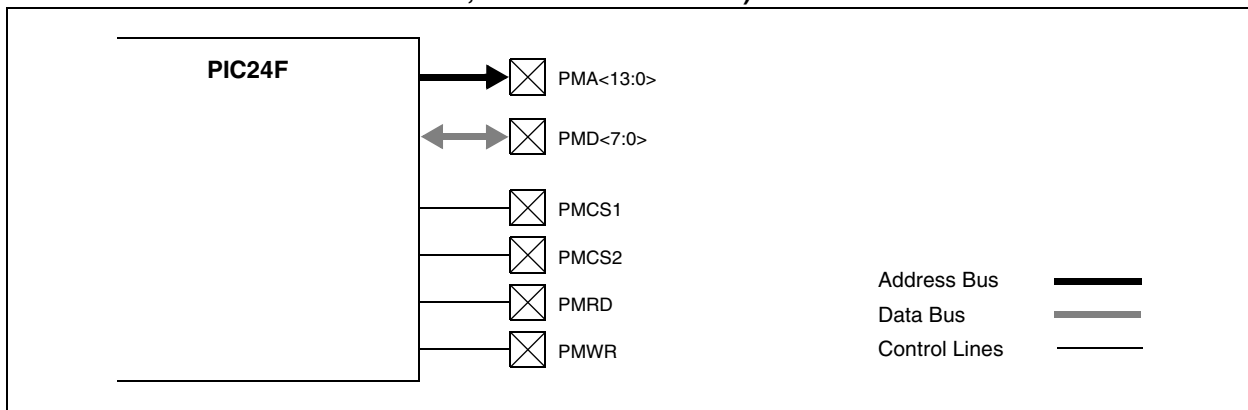 PIC24F
PMA<13:0>
PMD<7:0>
PMCS1
PMCS2
PMRD
PMWR
Address Bus
Data Bus
Control Lines